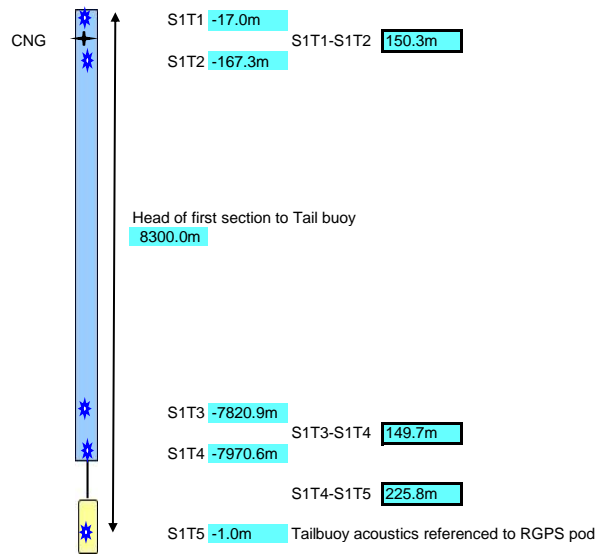 S1T1 -17.0m
CNG
S1T1-S1T2 150.3m
S1T2 -167.3m
Head of first section to Tail buoy
8300.0m
S1T3 -7820.9m
S1T3-S1T4 149.7m
S1T4 -7970.6m
S1T4-S1T5 225.8m
S1T5 -1.0m Tailbuoy acoustics referenced to RGPS pod